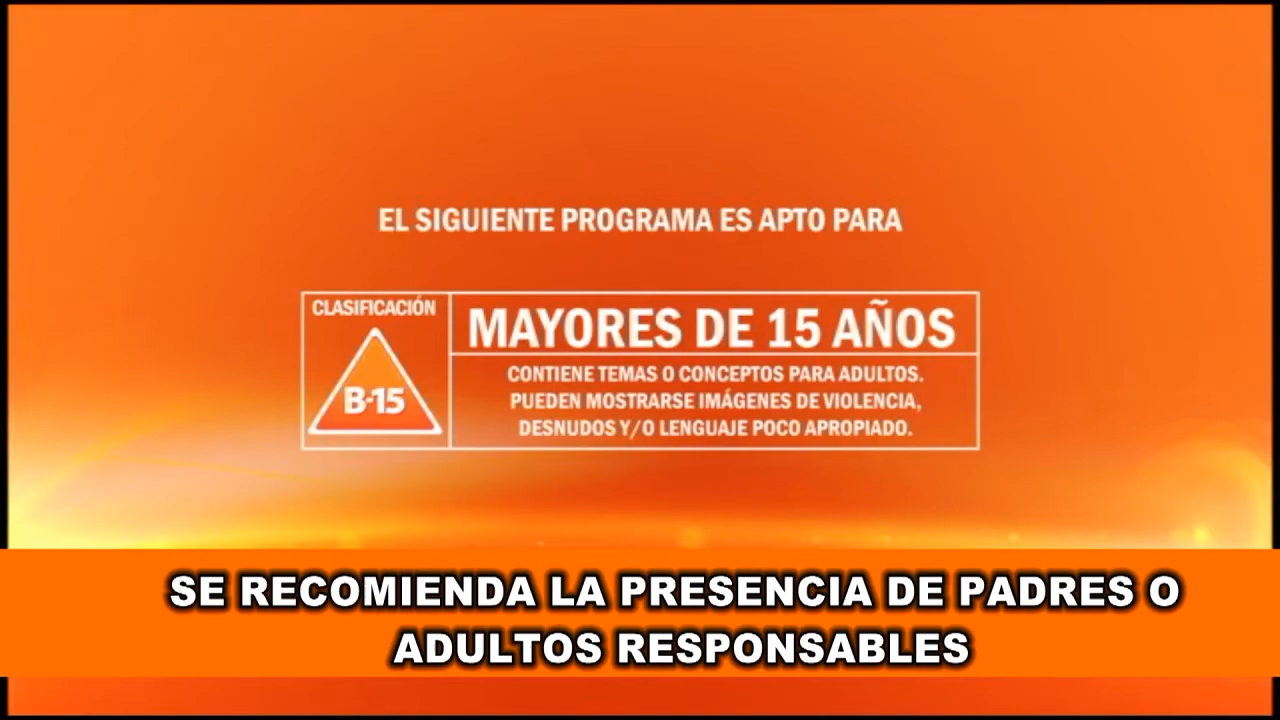 EL SIGUIENTE PROGRAMA ES APTO PARA
CLASIFICACIÓN
B-15
MAYORES DE 15 AÑOS
CONTIENE TEMAS O CONCEPTOS PARA ADULTOS.
PUEDEN MOSTRARSE IMÁGENES DE VIOLENCIA,
DESNUDOS Y/O LENGUAJE POCO APROPIADO.
SE RECOMIENDA LA PRESENCIA DE PADRES O
ADULTOS RESPONSABLES